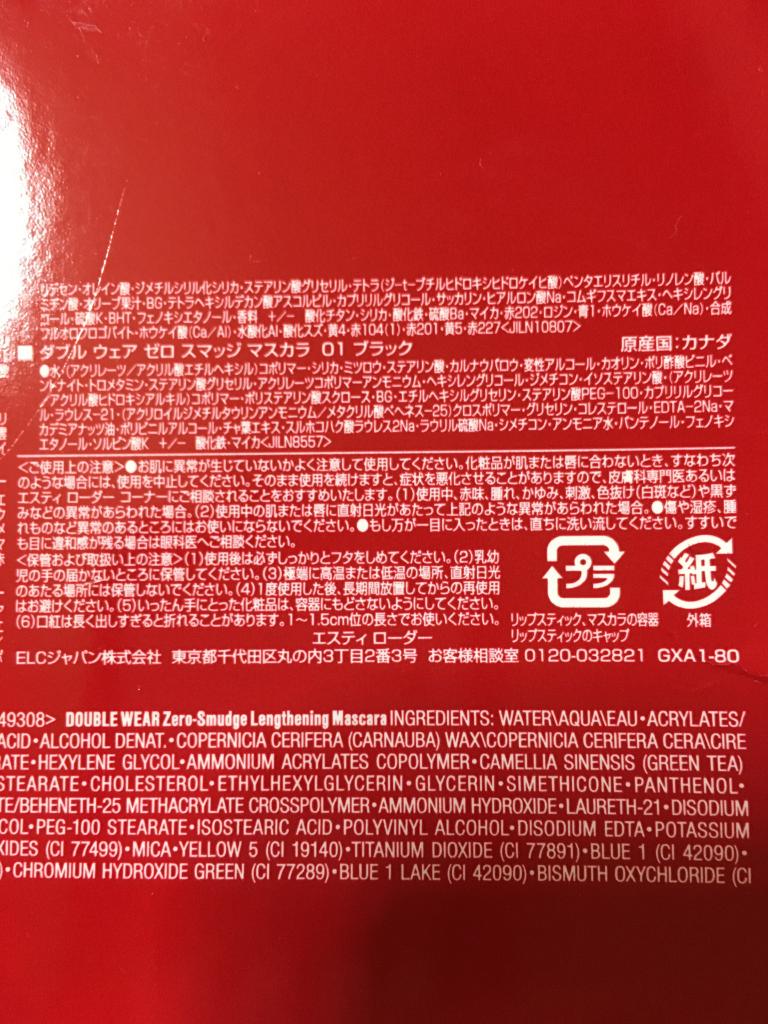 リデセン・オレイン酸・ジメチルシリル化シリカ・ステアリン酸グリセリル・テトラ(ジ-t-ブチルヒドロキシヒドロケイヒ酸)ペンタエリスリチル・リノレン酸・パル
ミチン酸・オリーブ果汁・BG・テトラヘキシルデカン酸アスコルビル・カプリリルグリコール・サッカリン・ヒアルロン酸Na・コムギフスマエキス・ヘキシレングリ
コール・硫酸K・BHT・フェノキシエタノール・香料 +/− 酸化チタン・シリカ・酸化鉄・硫酸Ba・マイカ・赤202・ロジン・青1・ホウケイ酸(Ca/Na)・合成
フルオロフロゴパイト・ホウケイ酸(Ca/Al)・水酸化Al・酸化スズ・黄4・赤104(1)・赤201・黄5・赤227<JILN10807>
■ ダブル ウェア ゼロ スマッジ マスカラ 01 ブラック 原産国:カナダ
●水・(アクリレーツ/アクリル酸エチルヘキシル)コポリマー・シリカ・ミツロウ・ステアリン酸・カルナウバロウ・変性アルコール・カオリン・ポリ酢酸ビニル・ベ
ントナイト・トロメタミン・ステアリン酸グリセリル・アクリレーツコポリマーアンモニウム・ヘキシレングリコール・ジメチコン・イソステアリン酸・(アクリレーツ
/アクリル酸ヒドロキシアルキル)コポリマー・ポリステアリン酸スクロース・BG・エチルヘキシルグリセリン・ステアリン酸PEG-100・カプリリルグリコー
ル・ラウレス-21・(アクリロイルジメチルタウリンアンモニウム/メタクリル酸ベヘネス-25)クロスポリマー・グリセリン・コレステロール・EDTA-2Na・マ
カデミアナッツ油・ポリビニルアルコール・チャ葉エキス・スルホコハク酸ラウレス2Na・ラウリル硫酸Na・シメチコン・アンモニア水・パンテノール・フェノキシ
エタノール・ソルビン酸K +/− 酸化鉄・マイカ<JILN8557>
<ご使用上の注意>●お肌に異常が生じていないかよく注意して使用してください。化粧品が肌または唇に合わないとき、すなわち次
のような場合には、使用を中止してください。そのまま使用を続けますと、症状を悪化させることがありますので、皮膚科専門医あるいは
エスティ ローダー コーナーにご相談されることをおすすめいたします。(1)使用中、赤味、腫れ、かゆみ、刺激、色抜け(白斑など)や黒ず
みなどの異常があらわれた場合。(2)使用中の肌または唇に直射日光があたって上記のような異常があらわれた場合。●傷や湿疹、腫
れものなど異常のあるところにはお使いにならないでください。●もし万が一目に入ったときは、直ちに洗い流してください。すすいで
も目に違和感が残る場合は眼科医へご相談ください。
<保管および取扱い上の注意>(1)使用後は必ずしっかりとフタをしめてください。(2)乳幼
児の手の届かないところに保管してください。(3)極端に高温または低温の場所、直射日光
のあたる場所には保管しないでください。(4)1度使用した後、長期間放置してからの再使用
はお避けください。(5)いったん手にとった化粧品は、容器にもどさないようにしてください。
(6)口紅は長く出しすぎると折れることがあります。1〜1.5cm位の長さでお使いください。
プラ
紙
リップスティック、マスカラの容器 外箱
リップスティックのキャップ
エスティ ローダー
ELCジャパン株式会社 東京都千代田区丸の内3丁目2番3号 お客様相談室 0120-032821 GXA1-80
49308> DOUBLE WEAR Zero-Smudge Lengthening Mascara INGREDIENTS: WATER\AQUA\EAU•ACRYLATES/
ACID•ALCOHOL DENAT.•COPERNICIA CERIFERA (CARNAUBA) WAX\COPERNICIA CERIFERA CERA\CIRE
RATE•HEXYLENE GLYCOL•AMMONIUM ACRYLATES COPOLYMER•CAMELLIA SINENSIS (GREEN TEA)
STEARATE•CHOLESTEROL•ETHYLHEXYLGLYCERIN•GLYCERIN•SIMETHICONE•PANTHENOL•
TE/BEHENETH-25 METHACRYLATE CROSSPOLYMER•AMMONIUM HYDROXIDE•LAURETH-21•DISODIUM
COL•PEG-100 STEARATE•ISOSTEARIC ACID•POLYVINYL ALCOHOL•DISODIUM EDTA•POTASSIUM
XIDES (CI 77499)•MICA•YELLOW 5 (CI 19140)•TITANIUM DIOXIDE (CI 77891)•BLUE 1 (CI 42090)•
)•CHROMIUM HYDROXIDE GREEN (CI 77289)•BLUE 1 LAKE (CI 42090)•BISMUTH OXYCHLORIDE (CI